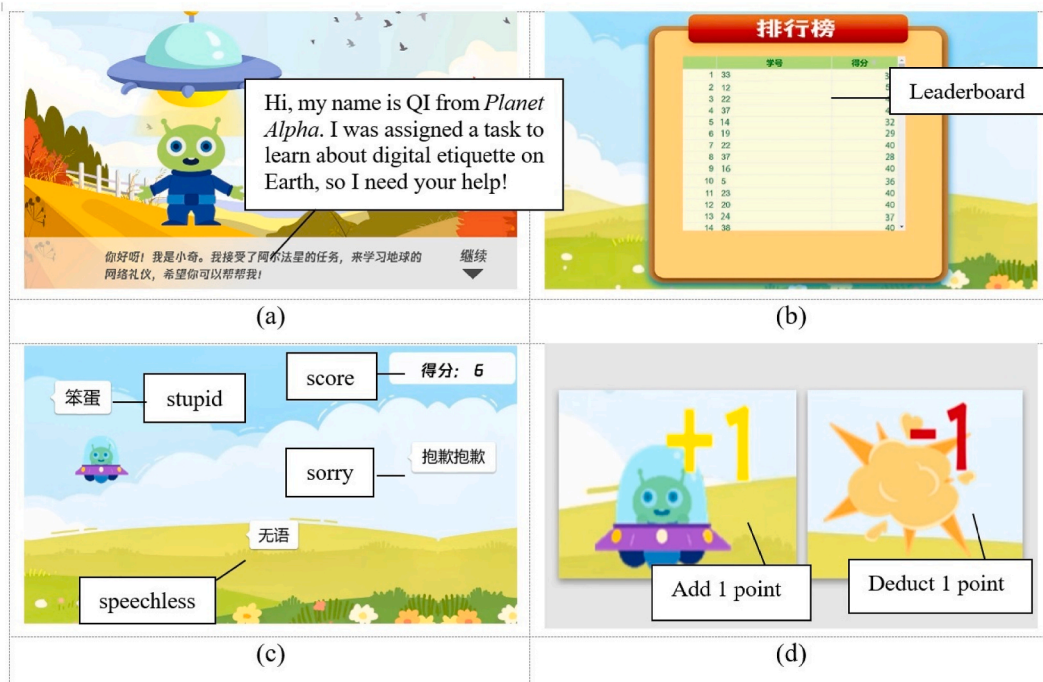 Hi, my name is QI from Planet
Alpha. I was assigned a task to
learn about digital etiquette on
Earth, so I need your help!
你好呀！我是小奇。我接受了阿尔法星的任务，来学习地球的
网络礼仪，希望你可以帮帮我！
继续
(a)
排行榜
学号 得分
Leaderboard
1 33
2 12
3 22
4 37
5 14 32
6 19 29
7 22 40
8 37 28
9 16 40
10 5 36
11 23 40
12 20 40
13 24 37
14 38 40
(b)
得分： 6
score
笨蛋
stupid
抱歉抱歉
sorry
无语
speechless
(c)
+1
-1
Add 1 point
Deduct 1 point
(d)